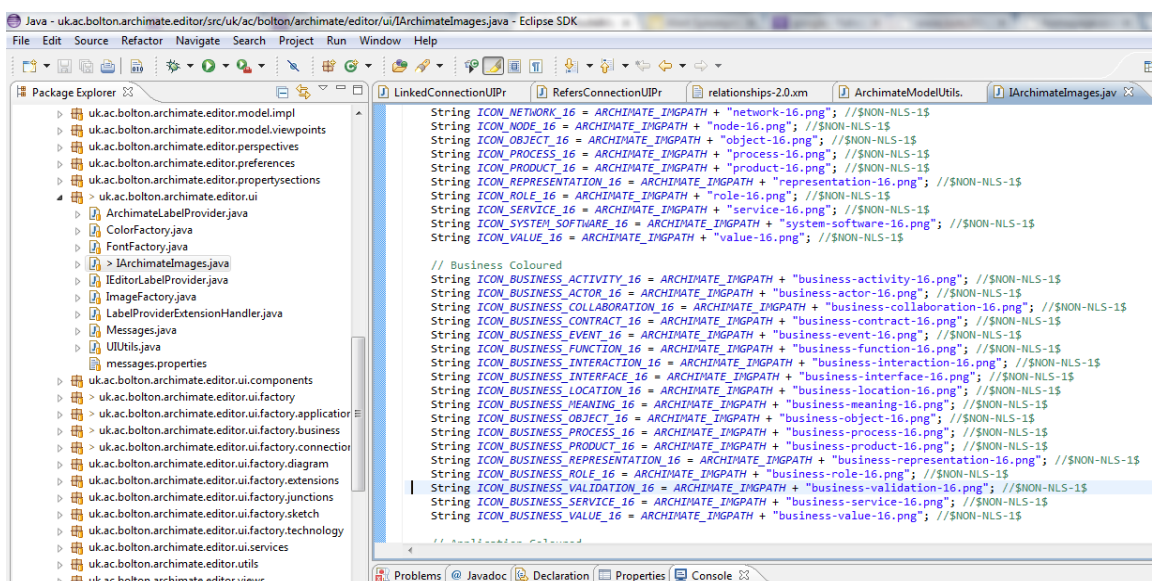 Java - uk.ac.bolton.archimate.editor/src/uk/ac/bolton/archimate/editor/ui/IArchimateImages.java - Eclipse SDK
File Edit Source Refactor Navigate Search Project Run Window Help
Package Explorer
uk.ac.bolton.archimate.editor.model.impl
uk.ac.bolton.archimate.editor.model.viewpoints
uk.ac.bolton.archimate.editor.perspectives
uk.ac.bolton.archimate.editor.preferences
uk.ac.bolton.archimate.editor.propertysections
> uk.ac.bolton.archimate.editor.ui
ArchimateLabelProvider.java
ColorFactory.java
FontFactory.java
> IArchimateImages.java
IEditorLabelProvider.java
ImageFactory.java
LabelProviderExtensionHandler.java
Messages.java
UIUtils.java
messages.properties
uk.ac.bolton.archimate.editor.ui.components
> uk.ac.bolton.archimate.editor.ui.factory
> uk.ac.bolton.archimate.editor.ui.factory.application
> uk.ac.bolton.archimate.editor.ui.factory.business
> uk.ac.bolton.archimate.editor.ui.factory.connection
uk.ac.bolton.archimate.editor.ui.factory.diagram
uk.ac.bolton.archimate.editor.ui.factory.extensions
uk.ac.bolton.archimate.editor.ui.factory.junctions
uk.ac.bolton.archimate.editor.ui.factory.sketch
uk.ac.bolton.archimate.editor.ui.factory.technology
uk.ac.bolton.archimate.editor.ui.services
uk.ac.bolton.archimate.editor.utils
uk.ac.bolton.archimate.editor.views
LinkedConnectionUIPr RefersConnectionUIPr relationships-2.0.xm ArchimateModelUtils. IArchimateImages.jav
String ICON_NETWORK_16 = ARCHIMATE_IMGPATH + "network-16.png"; //$NON-NLS-1$
String ICON_NODE_16 = ARCHIMATE_IMGPATH + "node-16.png"; //$NON-NLS-1$
String ICON_OBJECT_16 = ARCHIMATE_IMGPATH + "object-16.png"; //$NON-NLS-1$
String ICON_PROCESS_16 = ARCHIMATE_IMGPATH + "process-16.png"; //$NON-NLS-1$
String ICON_PRODUCT_16 = ARCHIMATE_IMGPATH + "product-16.png"; //$NON-NLS-1$
String ICON_REPRESENTATION_16 = ARCHIMATE_IMGPATH + "representation-16.png"; //$NON-NLS-1$
String ICON_ROLE_16 = ARCHIMATE_IMGPATH + "role-16.png"; //$NON-NLS-1$
String ICON_SERVICE_16 = ARCHIMATE_IMGPATH + "service-16.png"; //$NON-NLS-1$
String ICON_SYSTEM_SOFTWARE_16 = ARCHIMATE_IMGPATH + "system-software-16.png"; //$NON-NLS-1$
String ICON_VALUE_16 = ARCHIMATE_IMGPATH + "value-16.png"; //$NON-NLS-1$
// Business Coloured
String ICON_BUSINESS_ACTIVITY_16 = ARCHIMATE_IMGPATH + "business-activity-16.png"; //$NON-NLS-1$
String ICON_BUSINESS_ACTOR_16 = ARCHIMATE_IMGPATH + "business-actor-16.png"; //$NON-NLS-1$
String ICON_BUSINESS_COLLABORATION_16 = ARCHIMATE_IMGPATH + "business-collaboration-16.png"; //$NON-NLS-1$
String ICON_BUSINESS_CONTRACT_16 = ARCHIMATE_IMGPATH + "business-contract-16.png"; //$NON-NLS-1$
String ICON_BUSINESS_EVENT_16 = ARCHIMATE_IMGPATH + "business-event-16.png"; //$NON-NLS-1$
String ICON_BUSINESS_FUNCTION_16 = ARCHIMATE_IMGPATH + "business-function-16.png"; //$NON-NLS-1$
String ICON_BUSINESS_INTERACTION_16 = ARCHIMATE_IMGPATH + "business-interaction-16.png"; //$NON-NLS-1$
String ICON_BUSINESS_INTERFACE_16 = ARCHIMATE_IMGPATH + "business-interface-16.png"; //$NON-NLS-1$
String ICON_BUSINESS_LOCATION_16 = ARCHIMATE_IMGPATH + "business-location-16.png"; //$NON-NLS-1$
String ICON_BUSINESS_MEANING_16 = ARCHIMATE_IMGPATH + "business-meaning-16.png"; //$NON-NLS-1$
String ICON_BUSINESS_OBJECT_16 = ARCHIMATE_IMGPATH + "business-object-16.png"; //$NON-NLS-1$
String ICON_BUSINESS_PROCESS_16 = ARCHIMATE_IMGPATH + "business-process-16.png"; //$NON-NLS-1$
String ICON_BUSINESS_PRODUCT_16 = ARCHIMATE_IMGPATH + "business-product-16.png"; //$NON-NLS-1$
String ICON_BUSINESS_REPRESENTATION_16 = ARCHIMATE_IMGPATH + "business-representation-16.png"; //$NON-NLS-1$
String ICON_BUSINESS_ROLE_16 = ARCHIMATE_IMGPATH + "business-role-16.png"; //$NON-NLS-1$
String ICON_BUSINESS_VALIDATION_16 = ARCHIMATE_IMGPATH + "business-validation-16.png"; //$NON-NLS-1$
String ICON_BUSINESS_SERVICE_16 = ARCHIMATE_IMGPATH + "business-service-16.png"; //$NON-NLS-1$
String ICON_BUSINESS_VALUE_16 = ARCHIMATE_IMGPATH + "business-value-16.png"; //$NON-NLS-1$
// Application Coloured
Problems Javadoc Declaration Properties Console